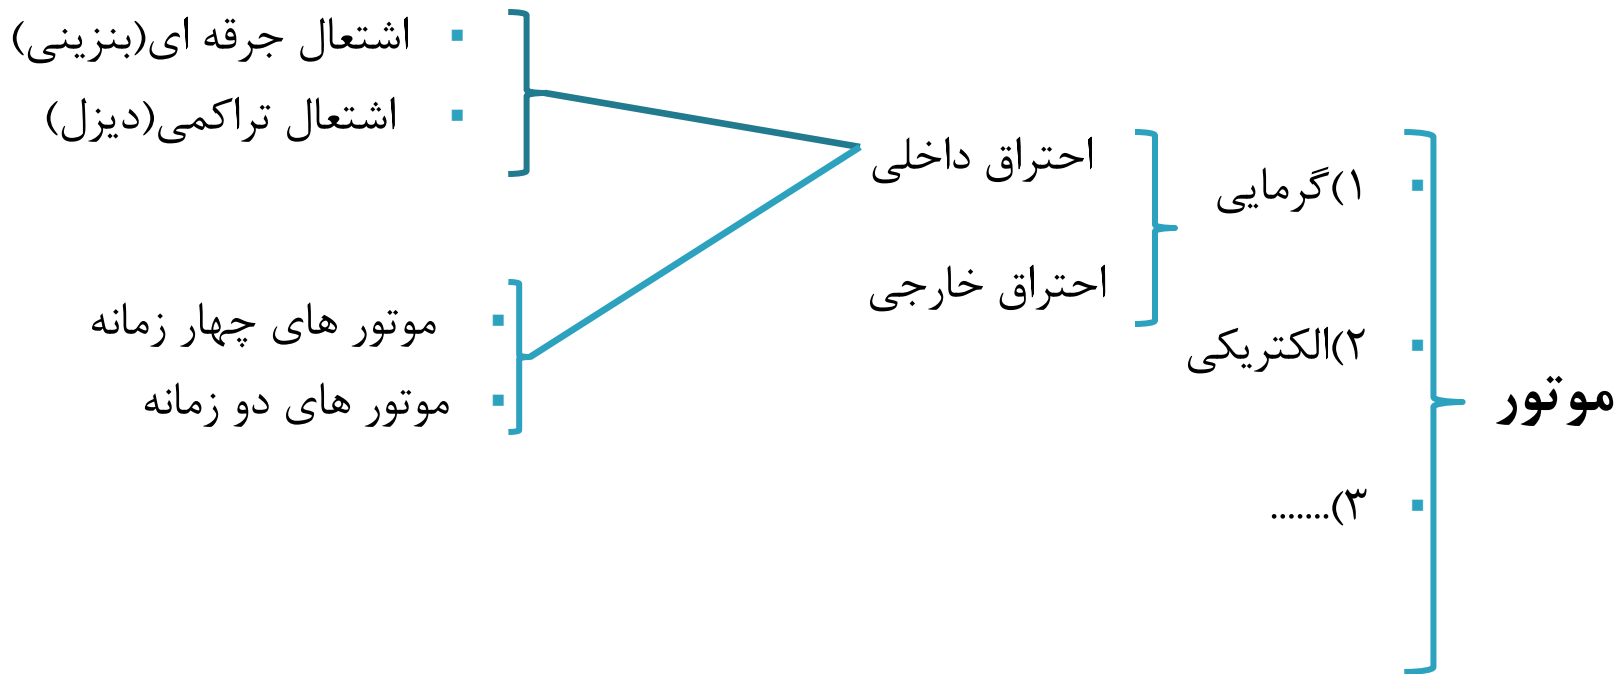 موتور
۱)گرمایی
۲)الکتریکی
۳).......
احتراق داخلی
احتراق خارجی
اشتعال جرقه ای(بنزینی)
اشتعال تراکمی(دیزل)
موتور های چهار زمانه
موتور های دو زمانه